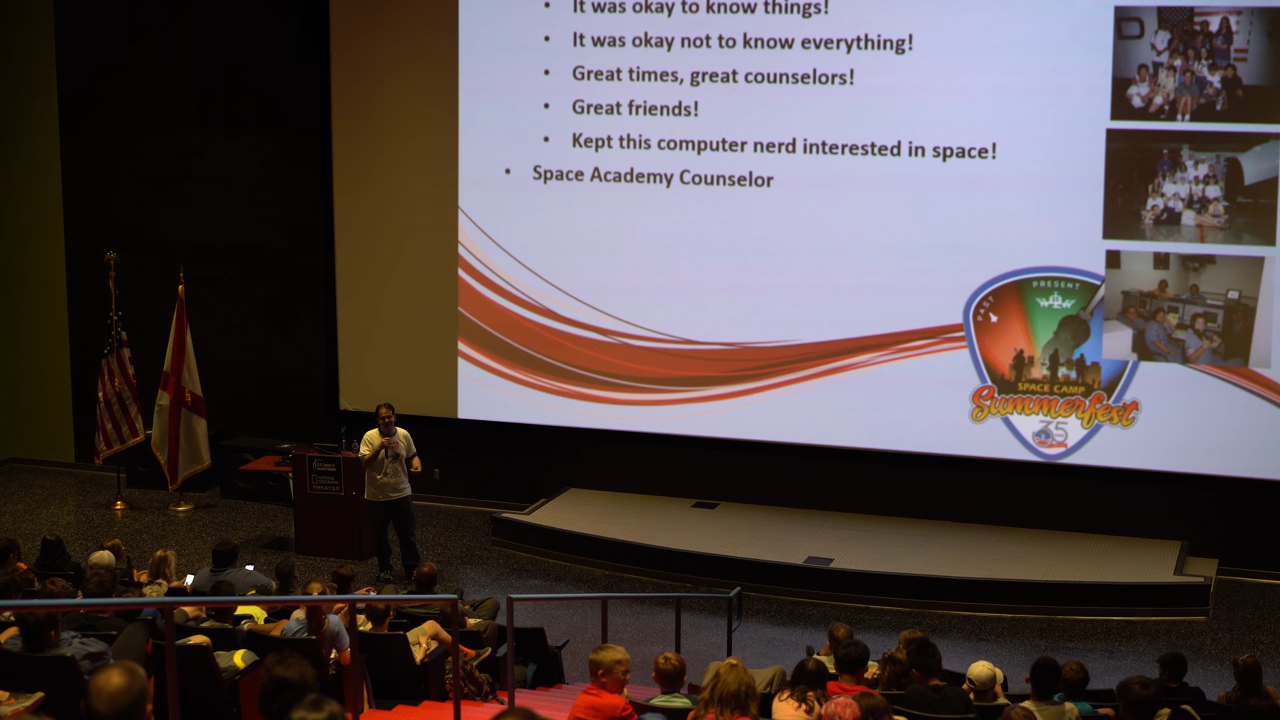 It was okay to know things!
It was okay not to know everything!
Great times, great counselors!
Great friends!
Kept this computer nerd interested in space!
Space Academy Counselor
PAST
PRESENT
SPACE CAMP
Summerfest
35
THEATER